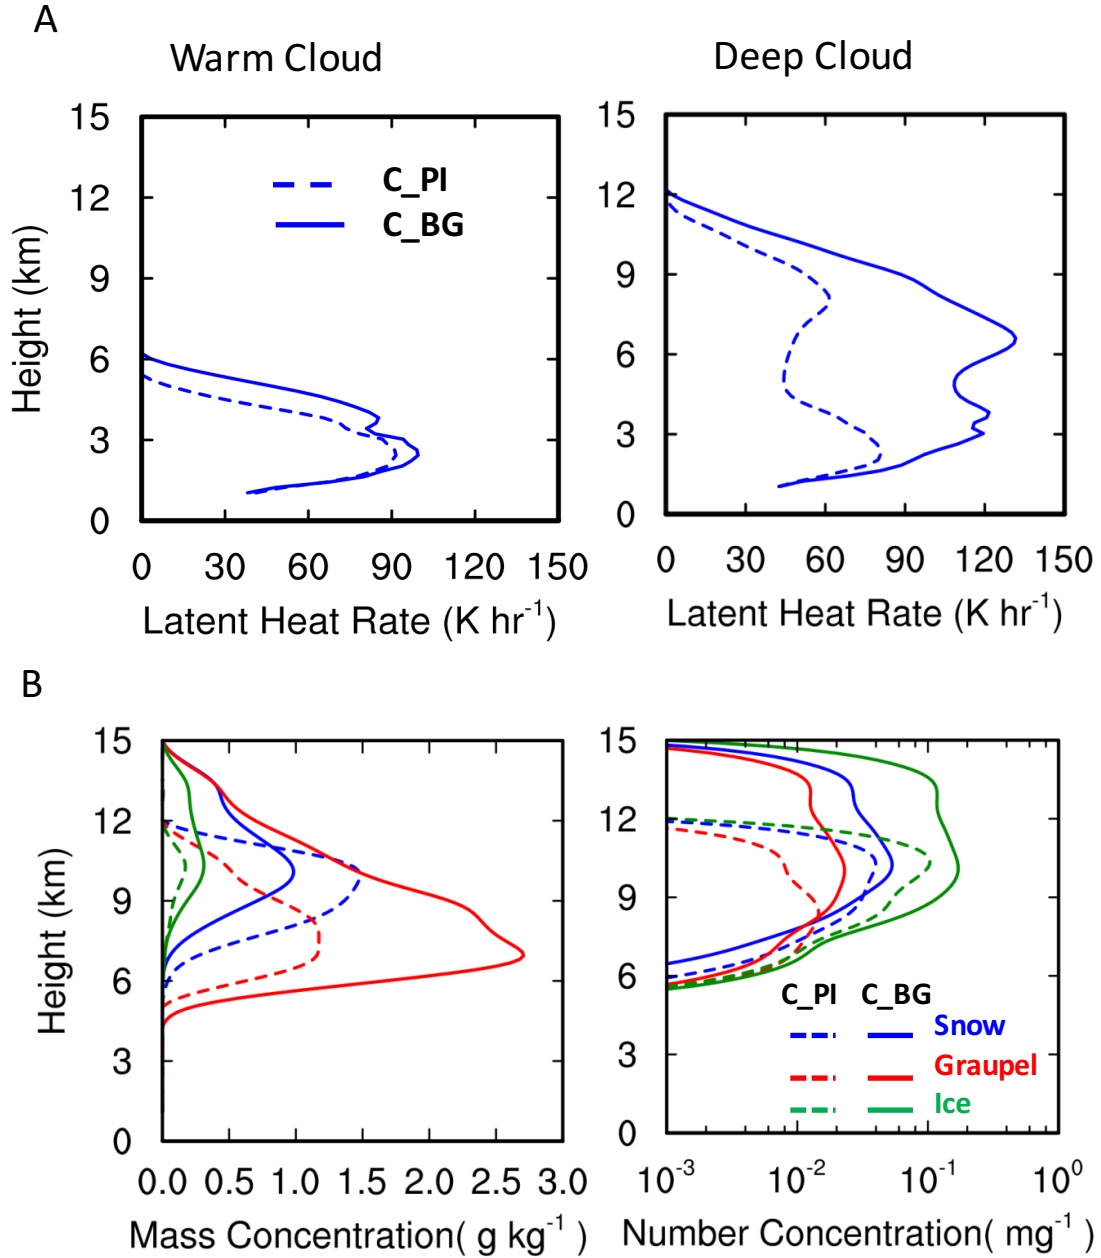 A
Warm Cloud
Deep Cloud
15
12
9
6
3
0
Height (km)
C_PI
C_BG
0 30 60 90 120 150
Latent Heat Rate (K hr-1)
15
12
9
6
3
0
0 30 60 90 120 150
Latent Heat Rate (K hr-1)
B
15
12
9
6
3
0
Height (km)
0.0 0.5 1.0 1.5 2.0 2.5 3.0
Mass Concentration( g kg-1 )
15
12
9
6
3
0
C_PI C_BG
Snow
Graupel
Ice
10-3 10-2 10-1 100
Number Concentration( mg-1 )